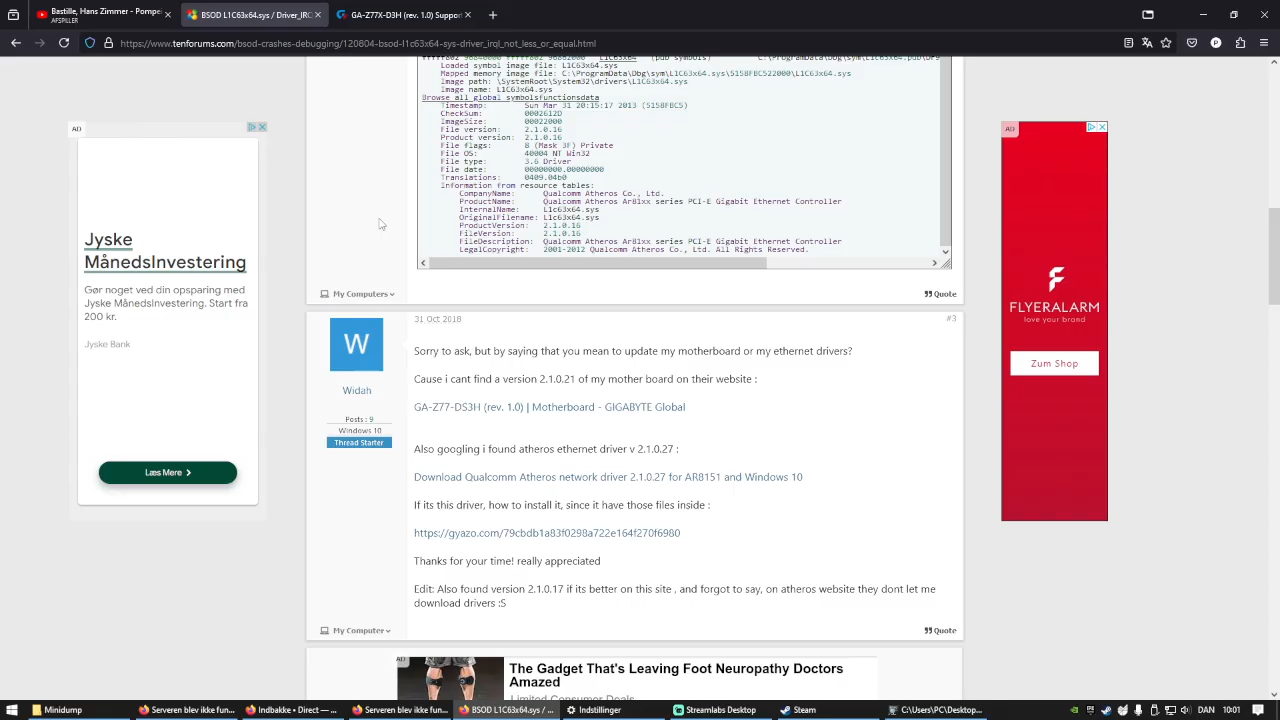 Bastille, Hans Zimmer - Pompei
AFSPILLER
BSOD L1C63x64.sys / Driver_IRQ
GA-Z77X-D3H (rev. 1.0) Support
https://www.tenforums.com/bsod-crashes-debugging/120804-bsod-l1c63x64-sys-driver_irql_not_less_or_equal.html
Loaded symbol image file: L1C63x64.sys
Mapped memory image file: C:\ProgramData\Dbg\sym\L1C63x64.sys\5158FBC522000\L1C63x64.sys
Image path: \SystemRoot\System32\drivers\L1C63x64.sys
Image name: L1C63x64.sys
Browse all global symbolsfunctionsdata
Timestamp: Sun Mar 31 20:15:17 2013 (5158FBC5)
CheckSum: 0002612D
ImageSize: 00022000
File version: 2.1.0.16
Product version: 2.1.0.16
File flags: 8 (Mask 3F) Private
File OS: 40004 NT Win32
File type: 3.6 Driver
File date: 00000000.00000000
Translations: 0409.04b0
Information from resource tables:
CompanyName: Qualcomm Atheros Co., Ltd.
ProductName: Qualcomm Atheros Ar81xx series PCI-E Gigabit Ethernet Controller
InternalName: L1c63x64.sys
OriginalFilename: L1c63x64.sys
ProductVersion: 2.1.0.16
FileVersion: 2.1.0.16
FileDescription: Qualcomm Atheros Ar81xx series PCI-E Gigabit Ethernet Controller
LegalCopyright: 2001-2012 Qualcomm Atheros Co., Ltd. All Rights Reserved.
My Computers
Quote
AD
Jyske
MånedsInvestering
Gør noget ved din opsparing med
Jyske MånedsInvestering. Start fra
200 kr.
Jyske Bank
Læs Mere
31 Oct 2018
#3
W
Widah
Posts : 9
Windows 10
Thread Starter
Sorry to ask, but by saying that you mean to update my motherboard or my ethernet drivers?
Cause i cant find a version 2.1.0.21 of my mother board on their website :
GA-Z77-DS3H (rev. 1.0) | Motherboard - GIGABYTE Global
Also googling i found atheros ethernet driver v 2.1.0.27 :
Download Qualcomm Atheros network driver 2.1.0.27 for AR8151 and Windows 10
If its this driver, how to install it, since it have those files inside :
https://gyazo.com/79cbdb1a83f0298a722e164f270f6980
Thanks for your time! really appreciated
Edit: Also found version 2.1.0.17 if its better on this site , and forgot to say, on atheros website they dont let me
download drivers :S
My Computer
Quote
AD
FLYERALARM
love your brand
Zum Shop
AD
The Gadget That's Leaving Foot Neuropathy Doctors
Amazed
Limited Consumer Deals
Minidump
Serveren blev ikke fun...
Indbakke • Direct — ...
Serveren blev ikke fun...
BSOD L1C63x64.sys / ...
Indstillinger
Streamlabs Desktop
Steam
C:\Users\PC\Desktop...
DAN
10:01
P